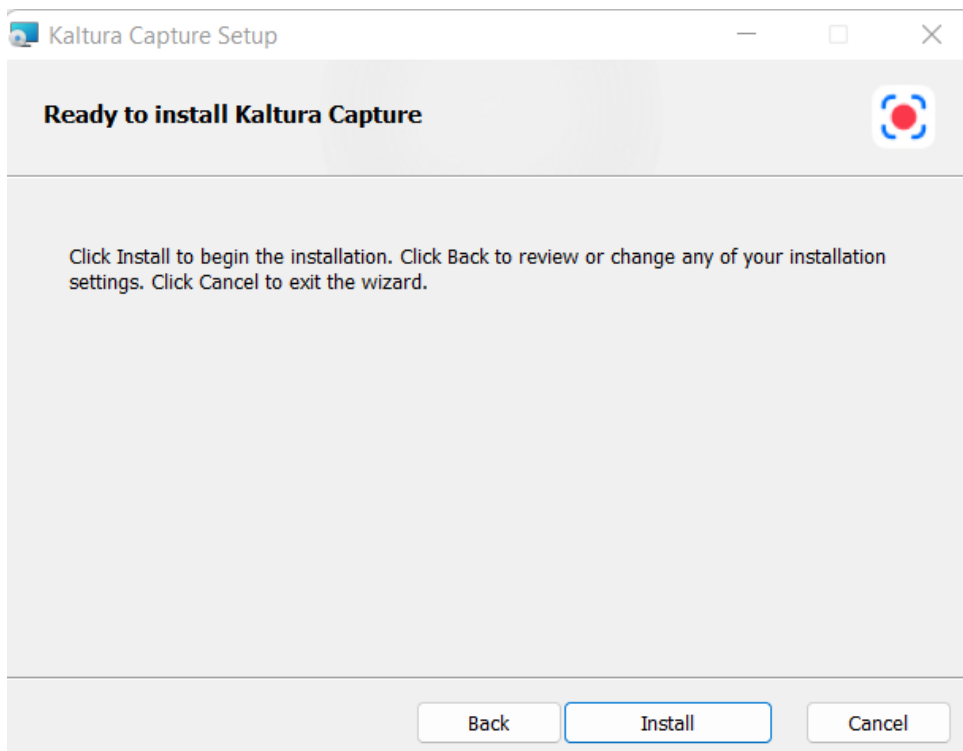 Kaltura Capture Setup
Ready to install Kaltura Capture
Click Install to begin the installation. Click Back to review or change any of your installation
settings. Click Cancel to exit the wizard.
Back Install Cancel